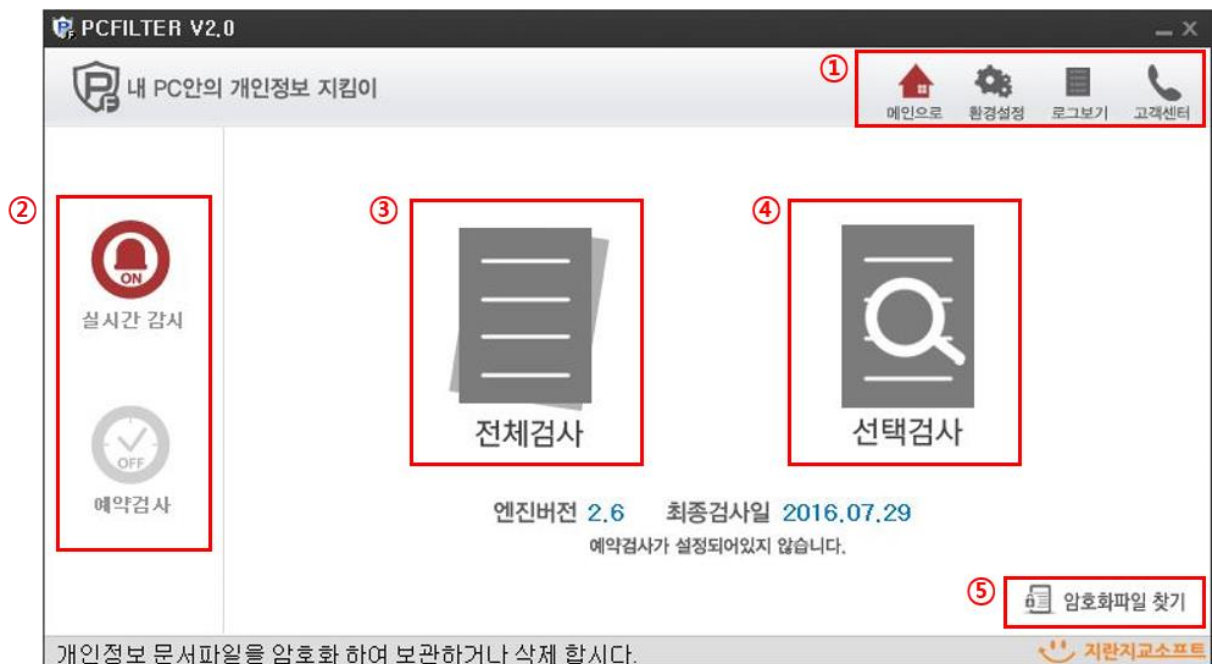 PCFILTER V2.0
내 PC안의 개인정보 지킴이
①
메인으로 환경설정 로그보기 고객센터
②
ON
실시간 감시
OFF
예약검사
③
전체검사
④
선택검사
엔진버전 2.6 최종검사일 2016.07.29
예약검사가 설정되어있지 않습니다.
⑤
암호화파일 찾기
개인정보 문서파일을 암호화 하여 보관하거나 삭제 합시다.
지란지교소프트